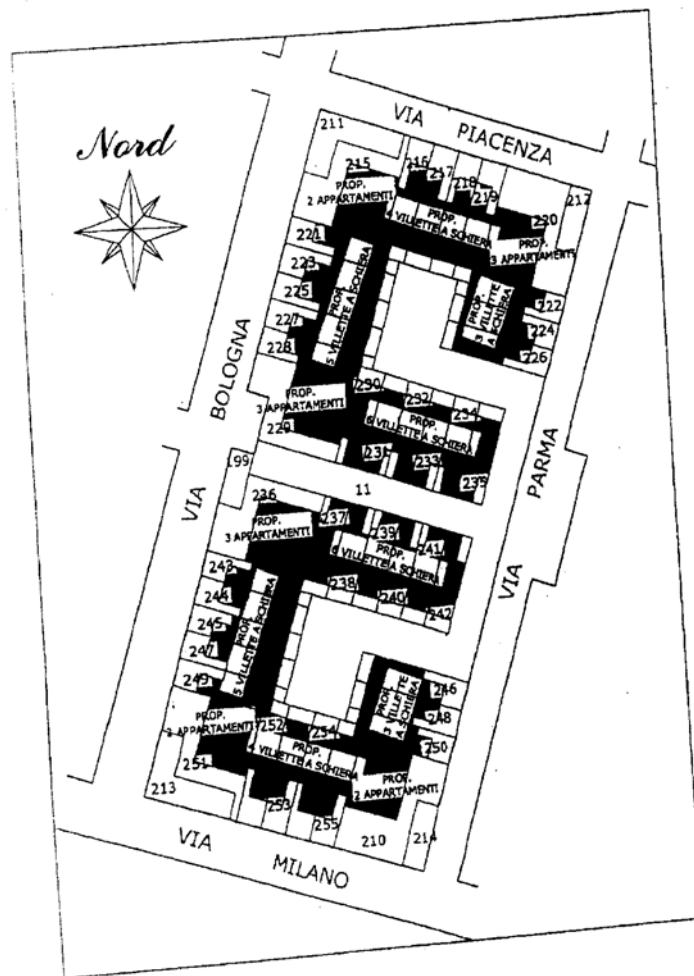 Nord
VIA PIACENZA
211
215
216
217
218
219
212
220
PROP.
2 APPARTAMENTI
PROP.
4 VILLETTE A SCHIERA
PROP.
3 APPARTAMENTI
221
223
225
227
228
PROP.
5 VILLETTE A SCHIERA
PROP.
3 VILLETTE
A SCHIERA
222
224
226
VIA BOLOGNA
PROP.
3 APPARTAMENTI
230
232
234
PROP.
6 VILLETTE A SCHIERA
231
233
235
VIA PARMA
199
11
236
237
239
241
PROP.
3 APPARTAMENTI
PROP.
6 VILLETTE A SCHIERA
238
240
242
243
244
245
247
249
PROP.
5 VILLETTE A SCHIERA
PROP.
3 VILLETTE
A SCHIERA
246
248
250
PROP.
APPARTAMENTI
252
254
PROP.
4 VILLETTE A SCHIERA
PROP.
2 APPARTAMENTI
251
213
253
255
210
214
VIA MILANO